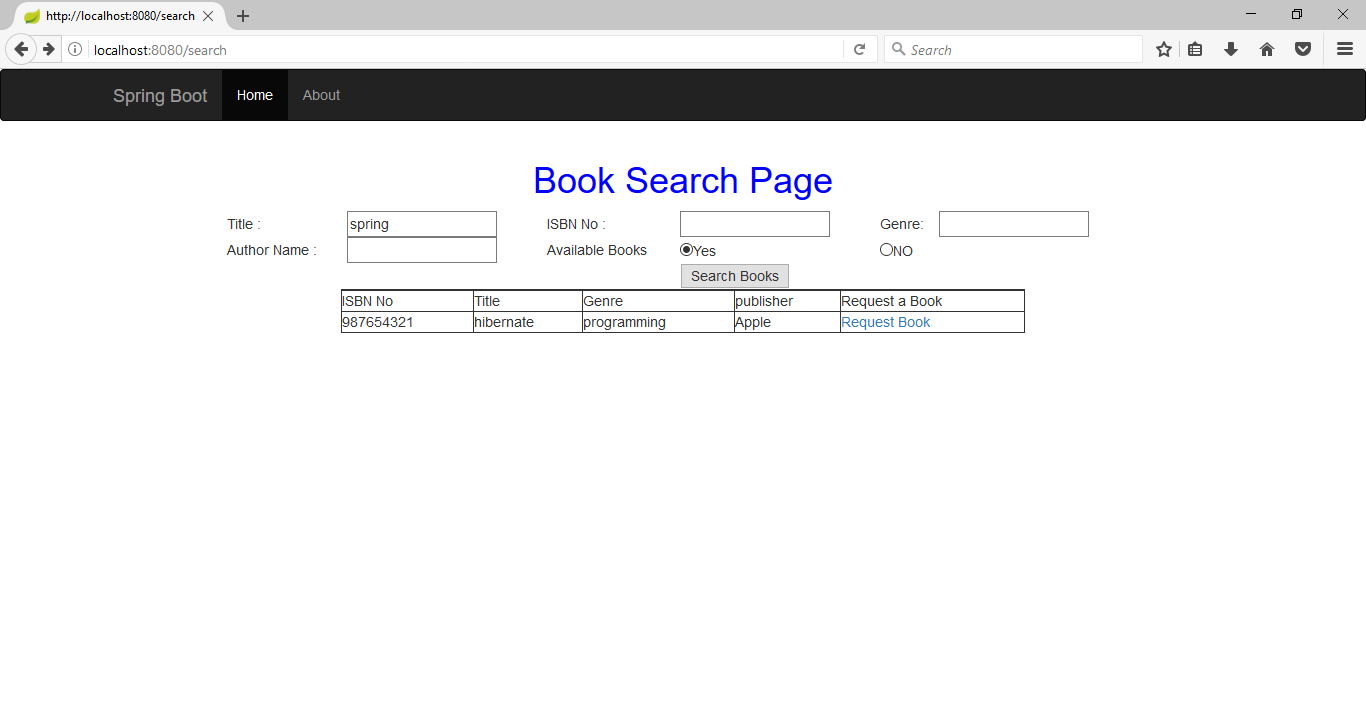 http://localhost:8080/search
localhost:8080/search
Search
Spring Boot Home About
Book Search Page
Title : spring ISBN No : Genre:
Author Name : Available Books Yes NO
Search Books
ISBN No Title Genre publisher Request a Book
987654321 hibernate programming Apple Request Book